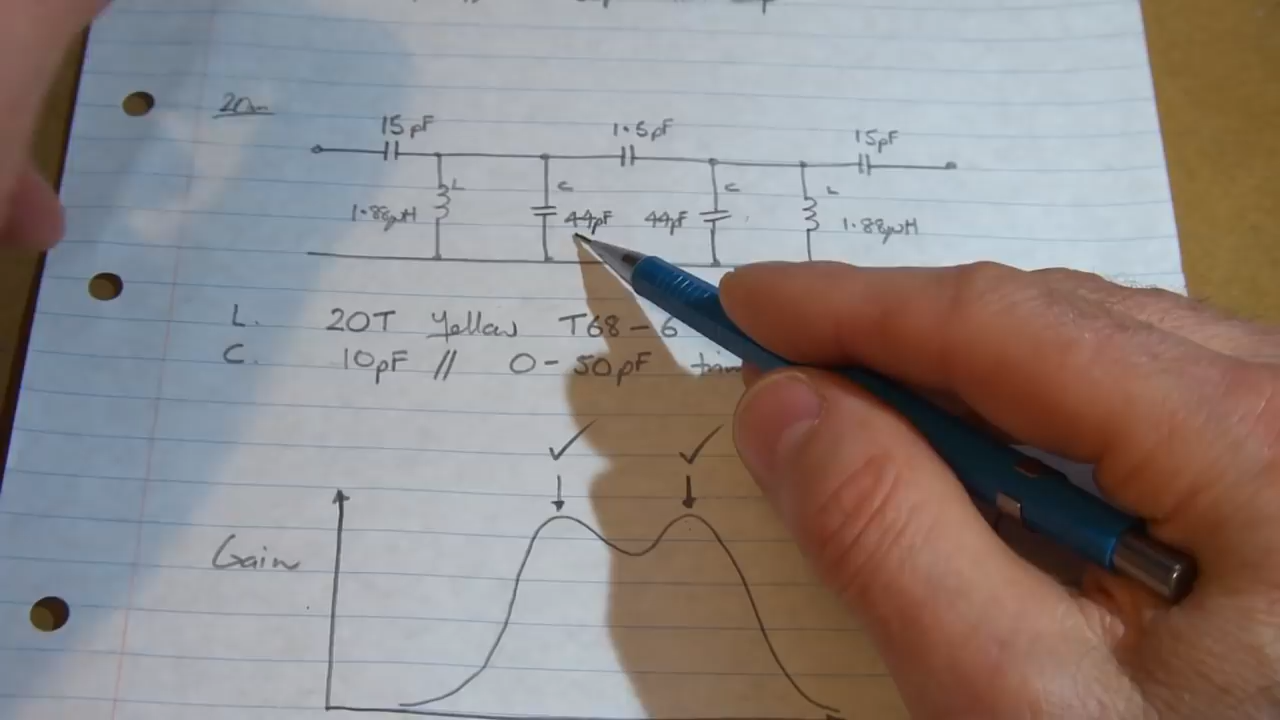 20m
15pF 1.5pF 15pF
L C C L
1.88μH 44pF 44pF 1.88μH
L. 20T Yellow T68-6
C. 10pF // 0-50pF
Gain